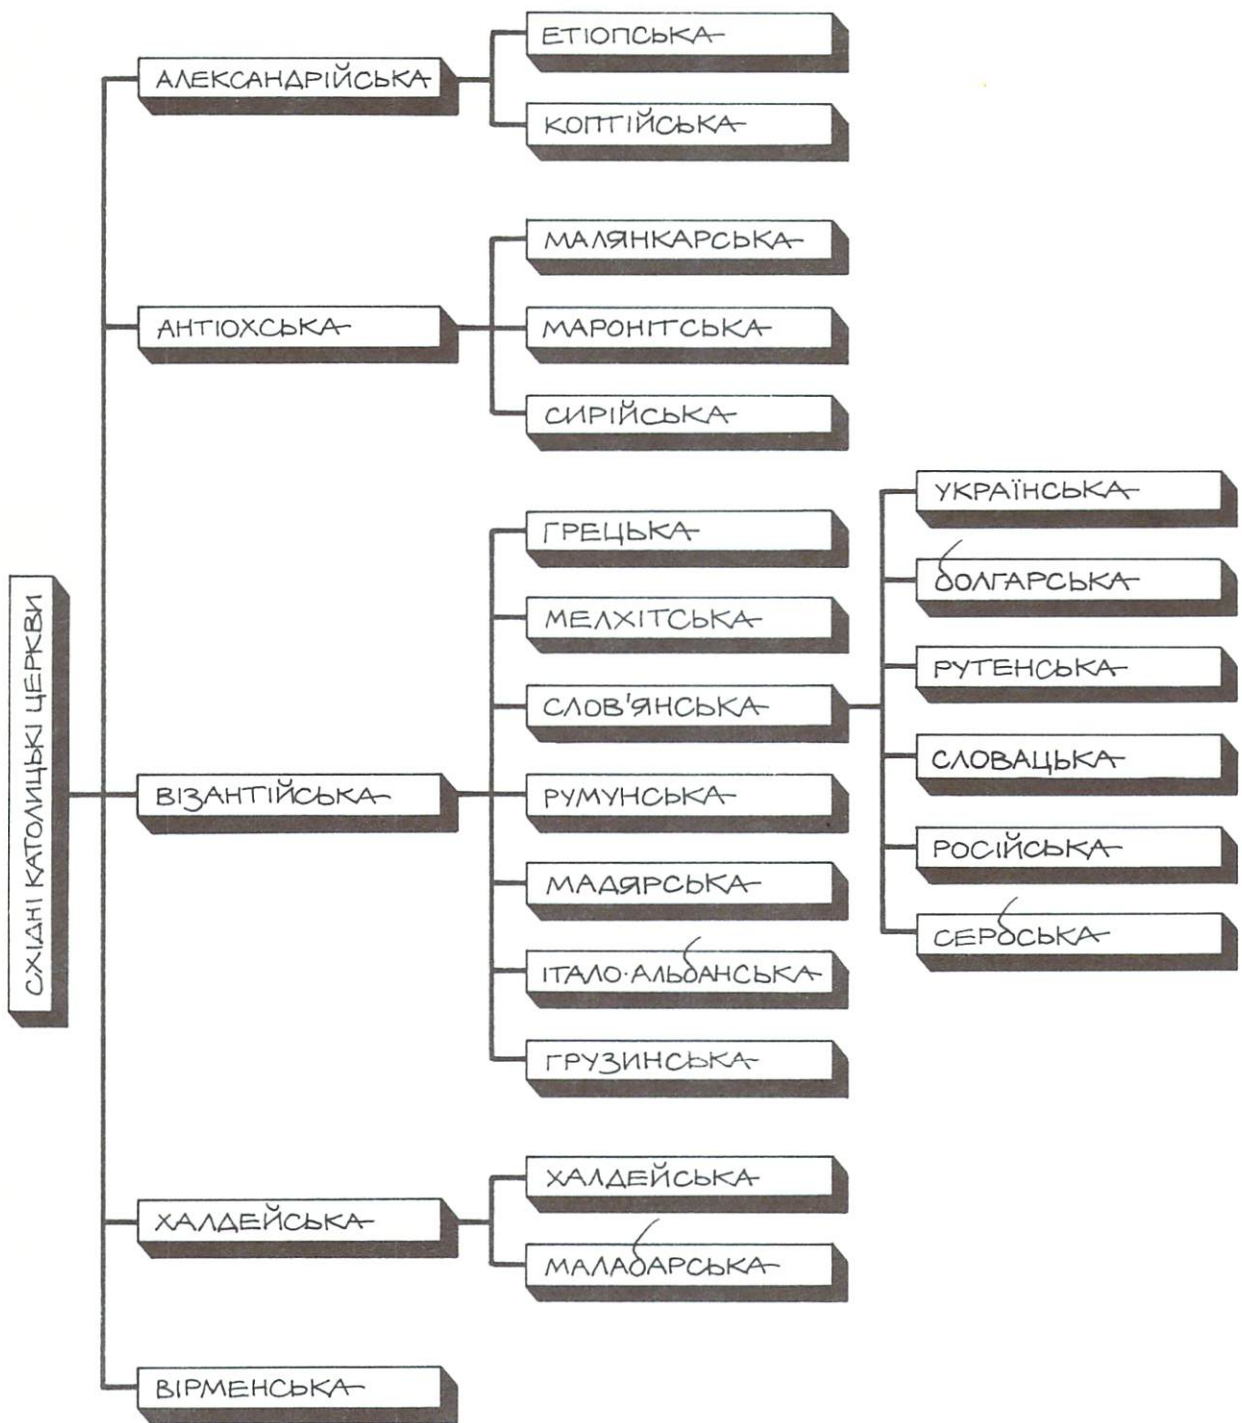 СХІДНІ КАТОЛИЦЬКІ ЦЕРКВИ
АЛЕКСАНДРІЙСЬКА
ЕТІОПСЬКА
КОПТІЙСЬКА
АНТІОХСЬКА
МАЛЯНКАРСЬКА
МАРОНІТСЬКА
СИРІЙСЬКА
ВІЗАНТІЙСЬКА
ГРЕЦЬКА
МЕЛХІТСЬКА
СЛОВ'ЯНСЬКА
УКРАЇНСЬКА
БОЛГАРСЬКА
РУТЕНСЬКА
СЛОВАЦЬКА
РОСІЙСЬКА
СЕРБСЬКА
РУМУНСЬКА
МАДЯРСЬКА
ІТАЛО·АЛЬБАНСЬКА
ГРУЗИНСЬКА
ХАЛДЕЙСЬКА
ХАЛДЕЙСЬКА
МАЛАБАРСЬКА
ВІРМЕНСЬКА